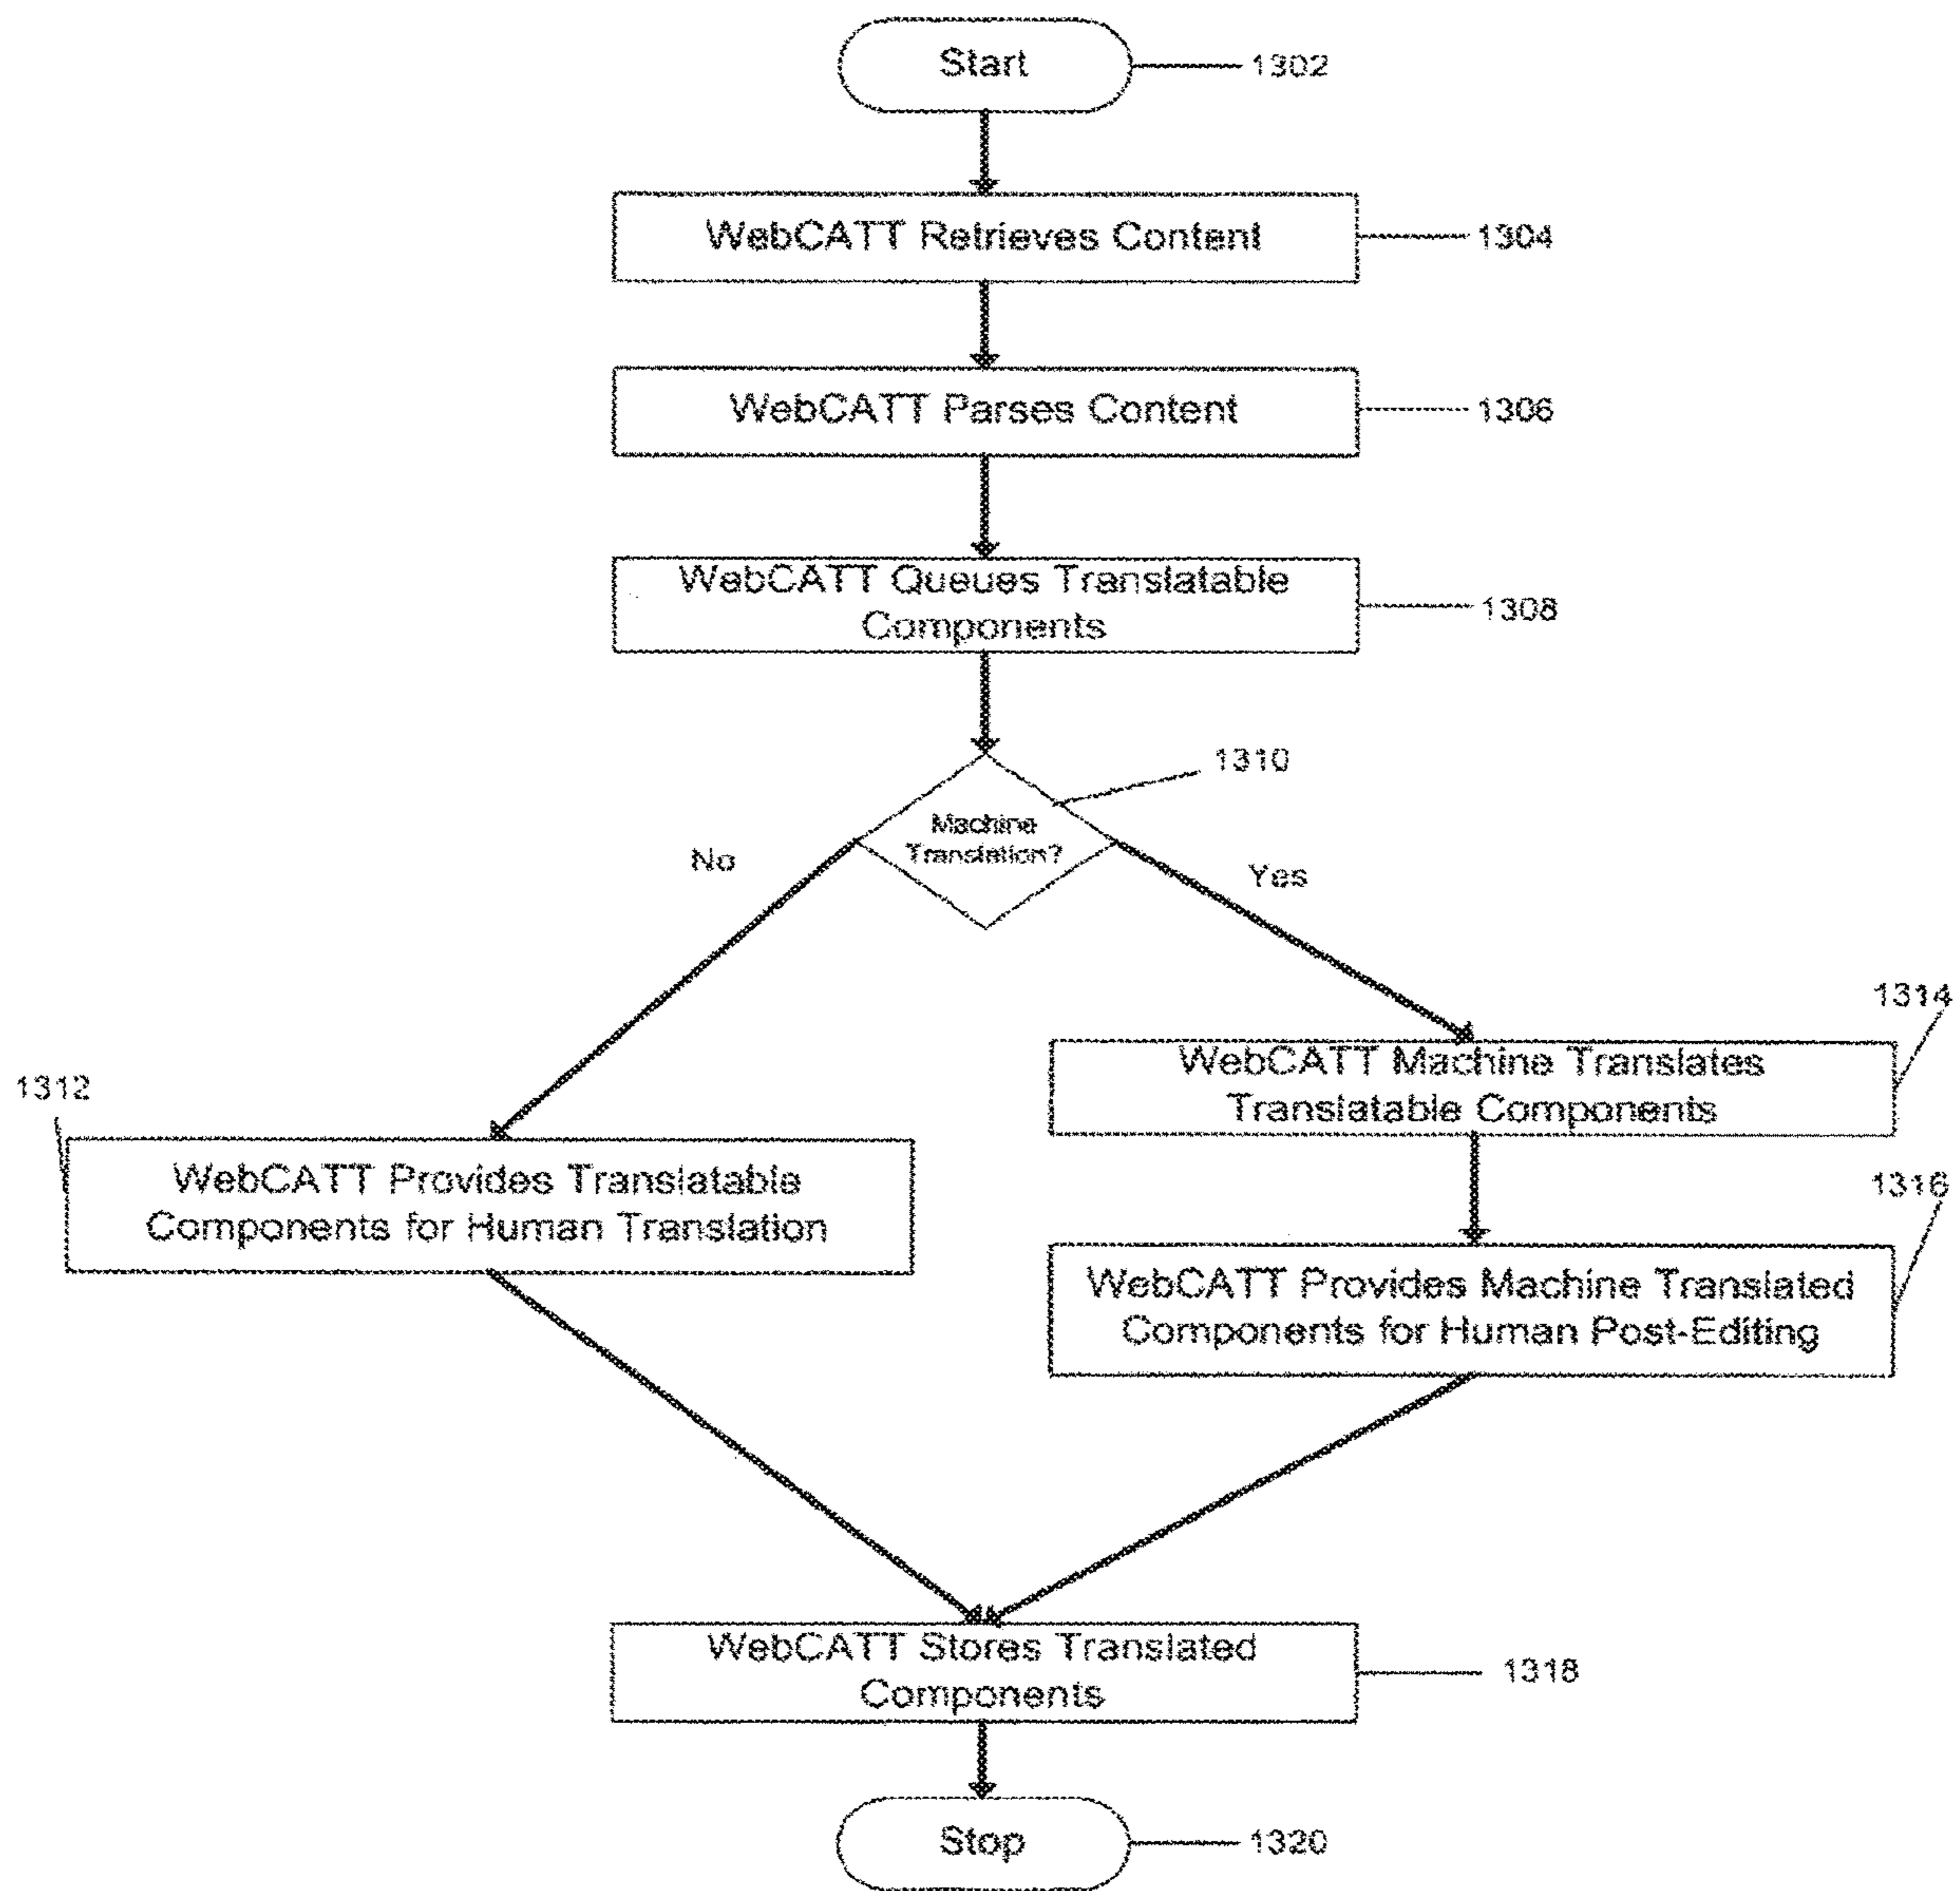 Start
1302
WebCATT Retrieves Content
1304
WebCATT Parses Content
1306
WebCATT Queues Translatable
Components
1308
1310
Machine
Translation?
No
Yes
1314
WebCATT Machine Translates
Translatable Components
1312
WebCATT Provides Translatable
Components for Human Translation
1316
WebCATT Provides Machine Translated
Components for Human Post-Editing
WebCATT Stores Translated
Components
1318
Stop
1320